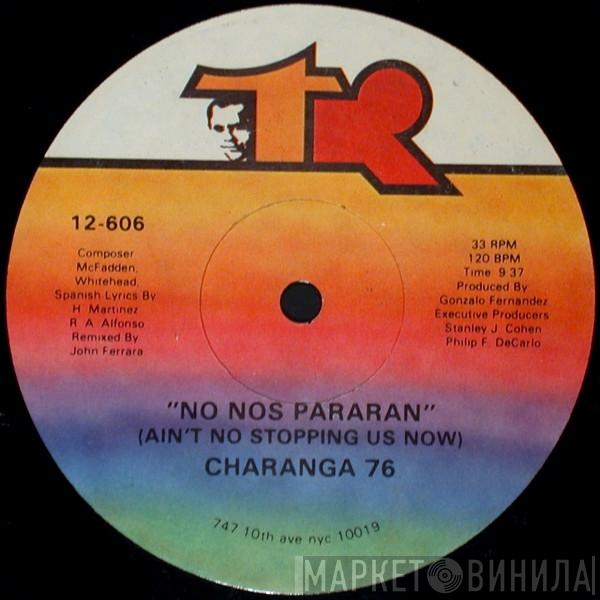 TR
12-606
Composer
McFadden,
Whitehead,
Spanish Lyrics By
H Martinez
R A Alfonso
Remixed By
John Ferrara
33 RPM
120 BPM
Time 9 37
Produced By
Gonzalo Fernandez
Executive Producers
Stanley J. Cohen
Philip F. DeCarlo
"NO NOS PARARAN"
(AIN'T NO STOPPING US NOW)
CHARANGA 76
747 10th ave nyc 10019
МАРКЕТ ВИНИЛА